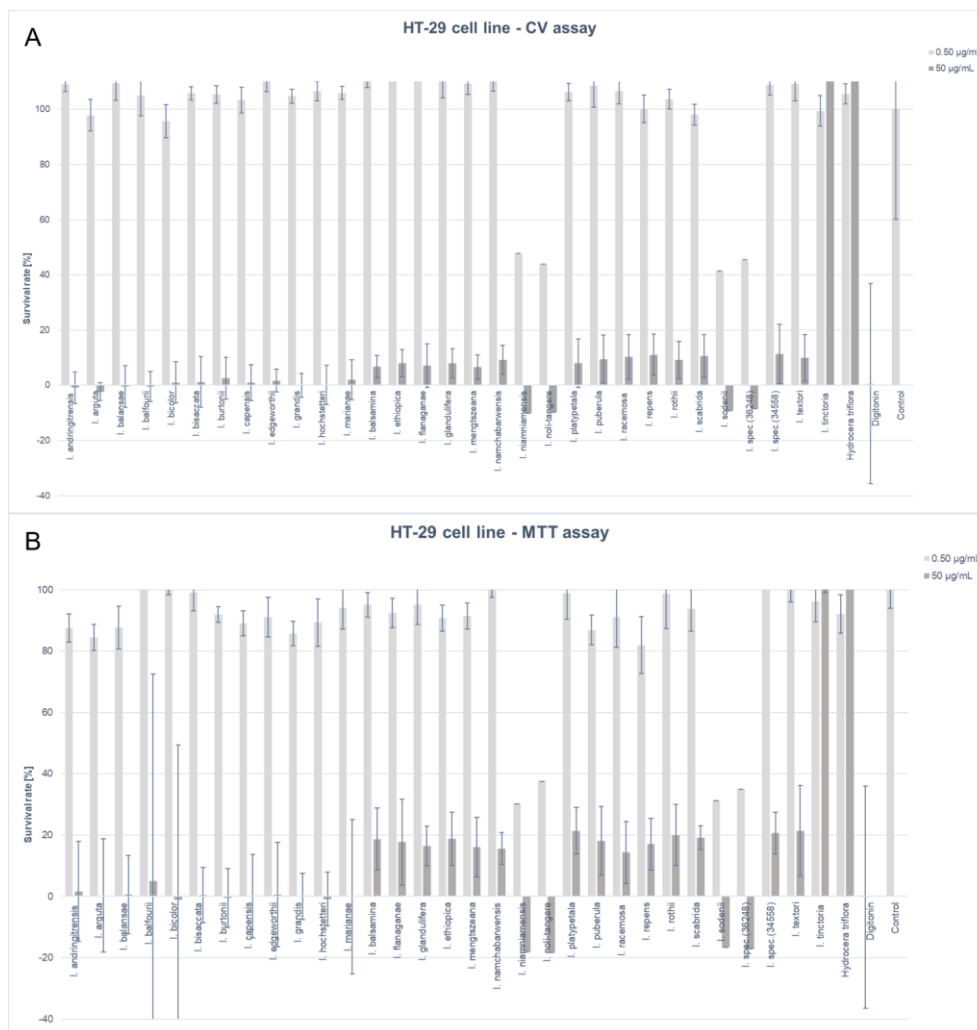 A
HT-29 cell line - CV assay
0.50 µg/mL
50 µg/mL
Survival rate [%]
100
80
60
40
20
0
-20
-40
I. andringitrensis
I. arguta
I. balansae
I. balfourii
I. bicolor
I. bisaccata
I. burtonii
I. capensis
I. edgeworthii
I. grandis
I. hochstetteri
I. marianae
I. balsamina
I. ethiopica
I. flanaganae
I. glandulifera
I. mengtszeana
I. namchabarwensis
I. niamniamensis
I. noli-tangere
I. platypetala
I. puberula
I. racemosa
I. repens
I. rothii
I. scabrida
I. sodenii
I. spec.(36248)
I. spec.(34558)
I. textori
I. tinctoria
Hydrocera triflora
Digitonin
Control
B
HT-29 cell line - MTT assay
0.50 µg/ml
50 µg/mL
Survival rate [%]
100
80
60
40
20
0
-20
-40
I. andringitrensis
I. arguta
I. balansae
I. balfourii
I. bicolor
I. bisaccata
I. burtonii
I. capensis
I. edgeworthii
I. grandis
I. hochstetteri
I. marianae
I. balsamina
I. flanaganae
I. glandulifera
I. ethiopica
I. mengtszeana
I. namchabarwensis
I. niamniamensis
I. noli-tangere
I. platypetala
I. puberula
I. racemosa
I. repens
I. rothii
I. scabrida
I. sodenii
I. spec.(36248)
I. spec.(34558)
I. textori
I. tinctoria
Hydrocera triflora
Digitonin
Control